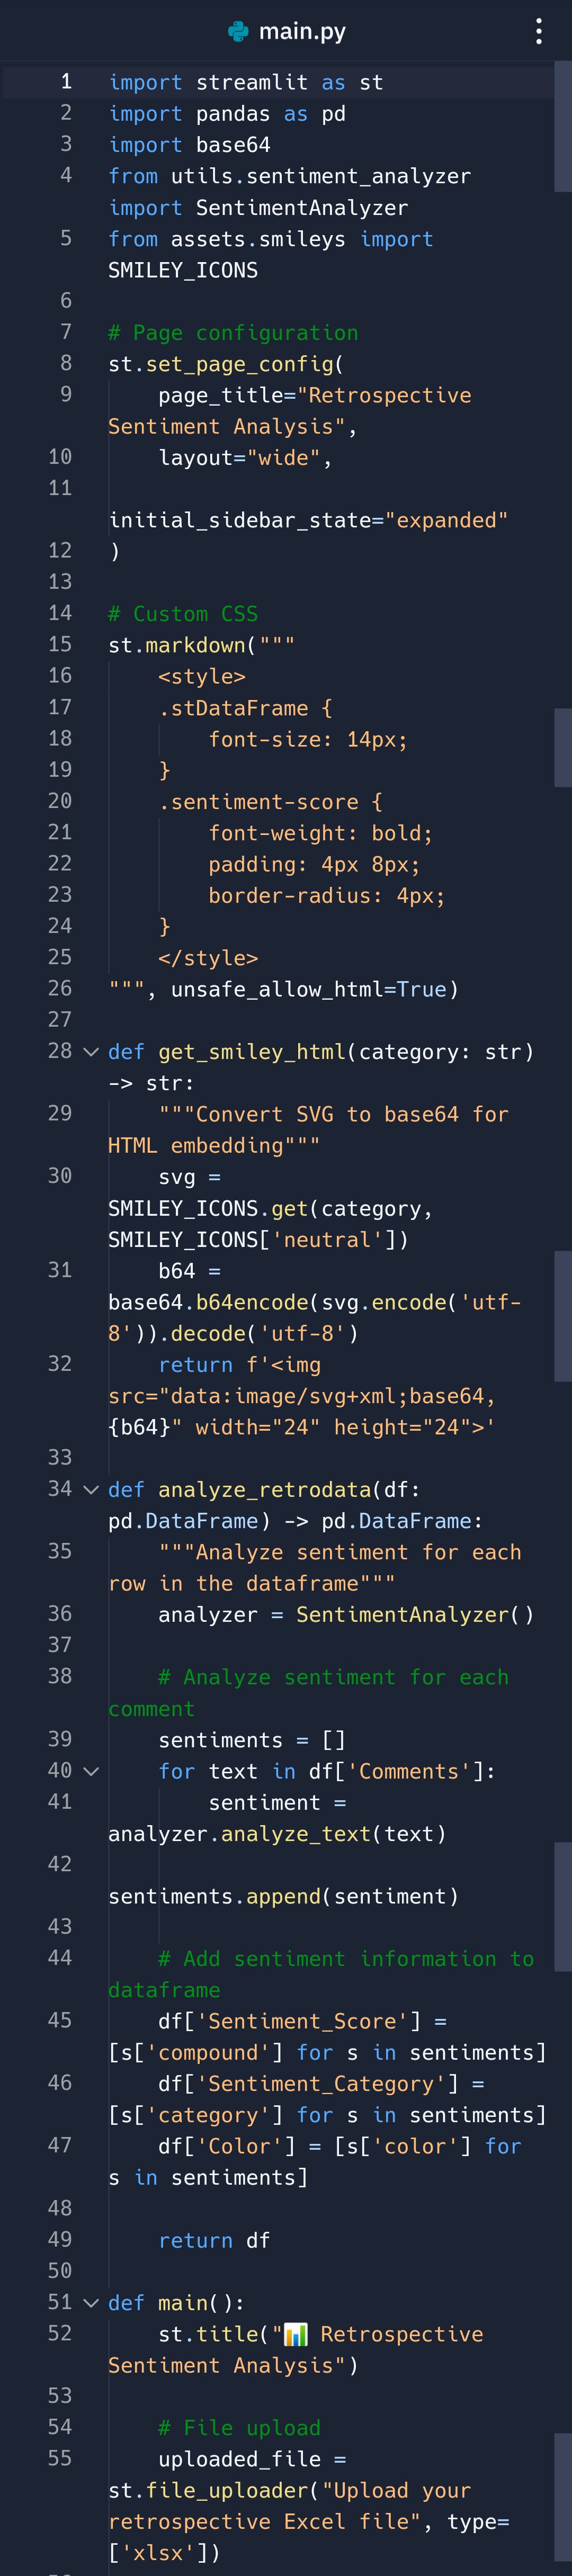 main.py
1 import streamlit as st
2 import pandas as pd
3 import base64
4 from utils.sentiment_analyzer
import SentimentAnalyzer
5 from assets.smileys import
SMILEY_ICONS
6
7 # Page configuration
8 st.set_page_config(
9     page_title="Retrospective
Sentiment Analysis",
10     layout="wide",
11
initial_sidebar_state="expanded"
12 )
13
14 # Custom CSS
15 st.markdown("""
16     <style>
17     .stDataFrame {
18         font-size: 14px;
19     }
20     .sentiment-score {
21         font-weight: bold;
22         padding: 4px 8px;
23         border-radius: 4px;
24     }
25     </style>
26 """, unsafe_allow_html=True)
27
28 def get_smiley_html(category: str)
-> str:
29     """Convert SVG to base64 for
HTML embedding"""
30     svg =
SMILEY_ICONS.get(category,
SMILEY_ICONS['neutral'])
31     b64 =
base64.b64encode(svg.encode('utf-
8')).decode('utf-8')
32     return f'<img
src="data:image/svg+xml;base64,
{b64}" width="24" height="24">'
33
34 def analyze_retrodata(df:
pd.DataFrame) -> pd.DataFrame:
35     """Analyze sentiment for each
row in the dataframe"""
36     analyzer = SentimentAnalyzer()
37
38     # Analyze sentiment for each
comment
39     sentiments = []
40     for text in df['Comments']:
41         sentiment =
analyzer.analyze_text(text)
42
sentiments.append(sentiment)
43
44     # Add sentiment information to
dataframe
45     df['Sentiment_Score'] =
[s['compound'] for s in sentiments]
46     df['Sentiment_Category'] =
[s['category'] for s in sentiments]
47     df['Color'] = [s['color'] for
s in sentiments]
48
49     return df
50
51 def main():
52     st.title("📊 Retrospective
Sentiment Analysis")
53
54     # File upload
55     uploaded_file =
st.file_uploader("Upload your
retrospective Excel file", type=
['xlsx'])